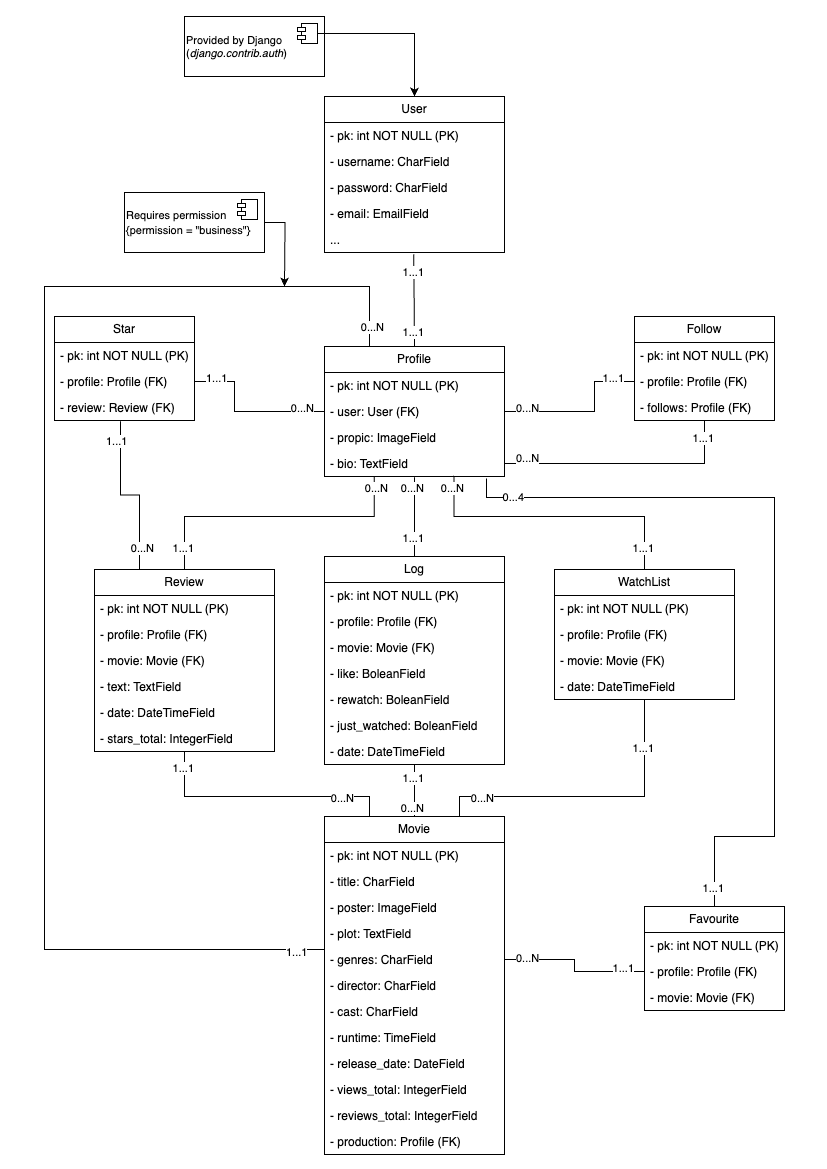 Provided by Django
(django.contrib.auth)
User
- pk: int NOT NULL (PK)
- username: CharField
- password: CharField
- email: EmailField
...
Requires permission
{permission = "business"}
1...1
1...1
0...N
Star
- pk: int NOT NULL (PK)
- profile: Profile (FK)
- review: Review (FK)
1...1
0...N
1...1
Profile
- pk: int NOT NULL (PK)
- user: User (FK)
- propic: ImageField
- bio: TextField
Follow
- pk: int NOT NULL (PK)
- profile: Profile (FK)
- follows: Profile (FK)
1...1
0...N
1...1
0...N
0...N
0...N
0...N
0...4
0...N
1...1
1...1
1...1
Review
- pk: int NOT NULL (PK)
- profile: Profile (FK)
- movie: Movie (FK)
- text: TextField
- date: DateTimeField
- stars_total: IntegerField
Log
- pk: int NOT NULL (PK)
- profile: Profile (FK)
- movie: Movie (FK)
- like: BoleanField
- rewatch: BoleanField
- just_watched: BoleanField
- date: DateTimeField
WatchList
- pk: int NOT NULL (PK)
- profile: Profile (FK)
- movie: Movie (FK)
- date: DateTimeField
1...1
1...1
1...1
0...N
0...N
0...N
Movie
- pk: int NOT NULL (PK)
- title: CharField
- poster: ImageField
- plot: TextField
- genres: CharField
- director: CharField
- cast: CharField
- runtime: TimeField
- release_date: DateField
- views_total: IntegerField
- reviews_total: IntegerField
- production: Profile (FK)
1...1
0...N
1...1
1...1
Favourite
- pk: int NOT NULL (PK)
- profile: Profile (FK)
- movie: Movie (FK)